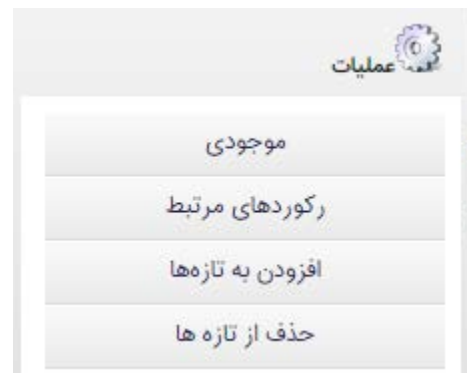 عملیات
موجودی
رکوردهای مرتبط
افزودن به تازه‌ها
حذف از تازه ها